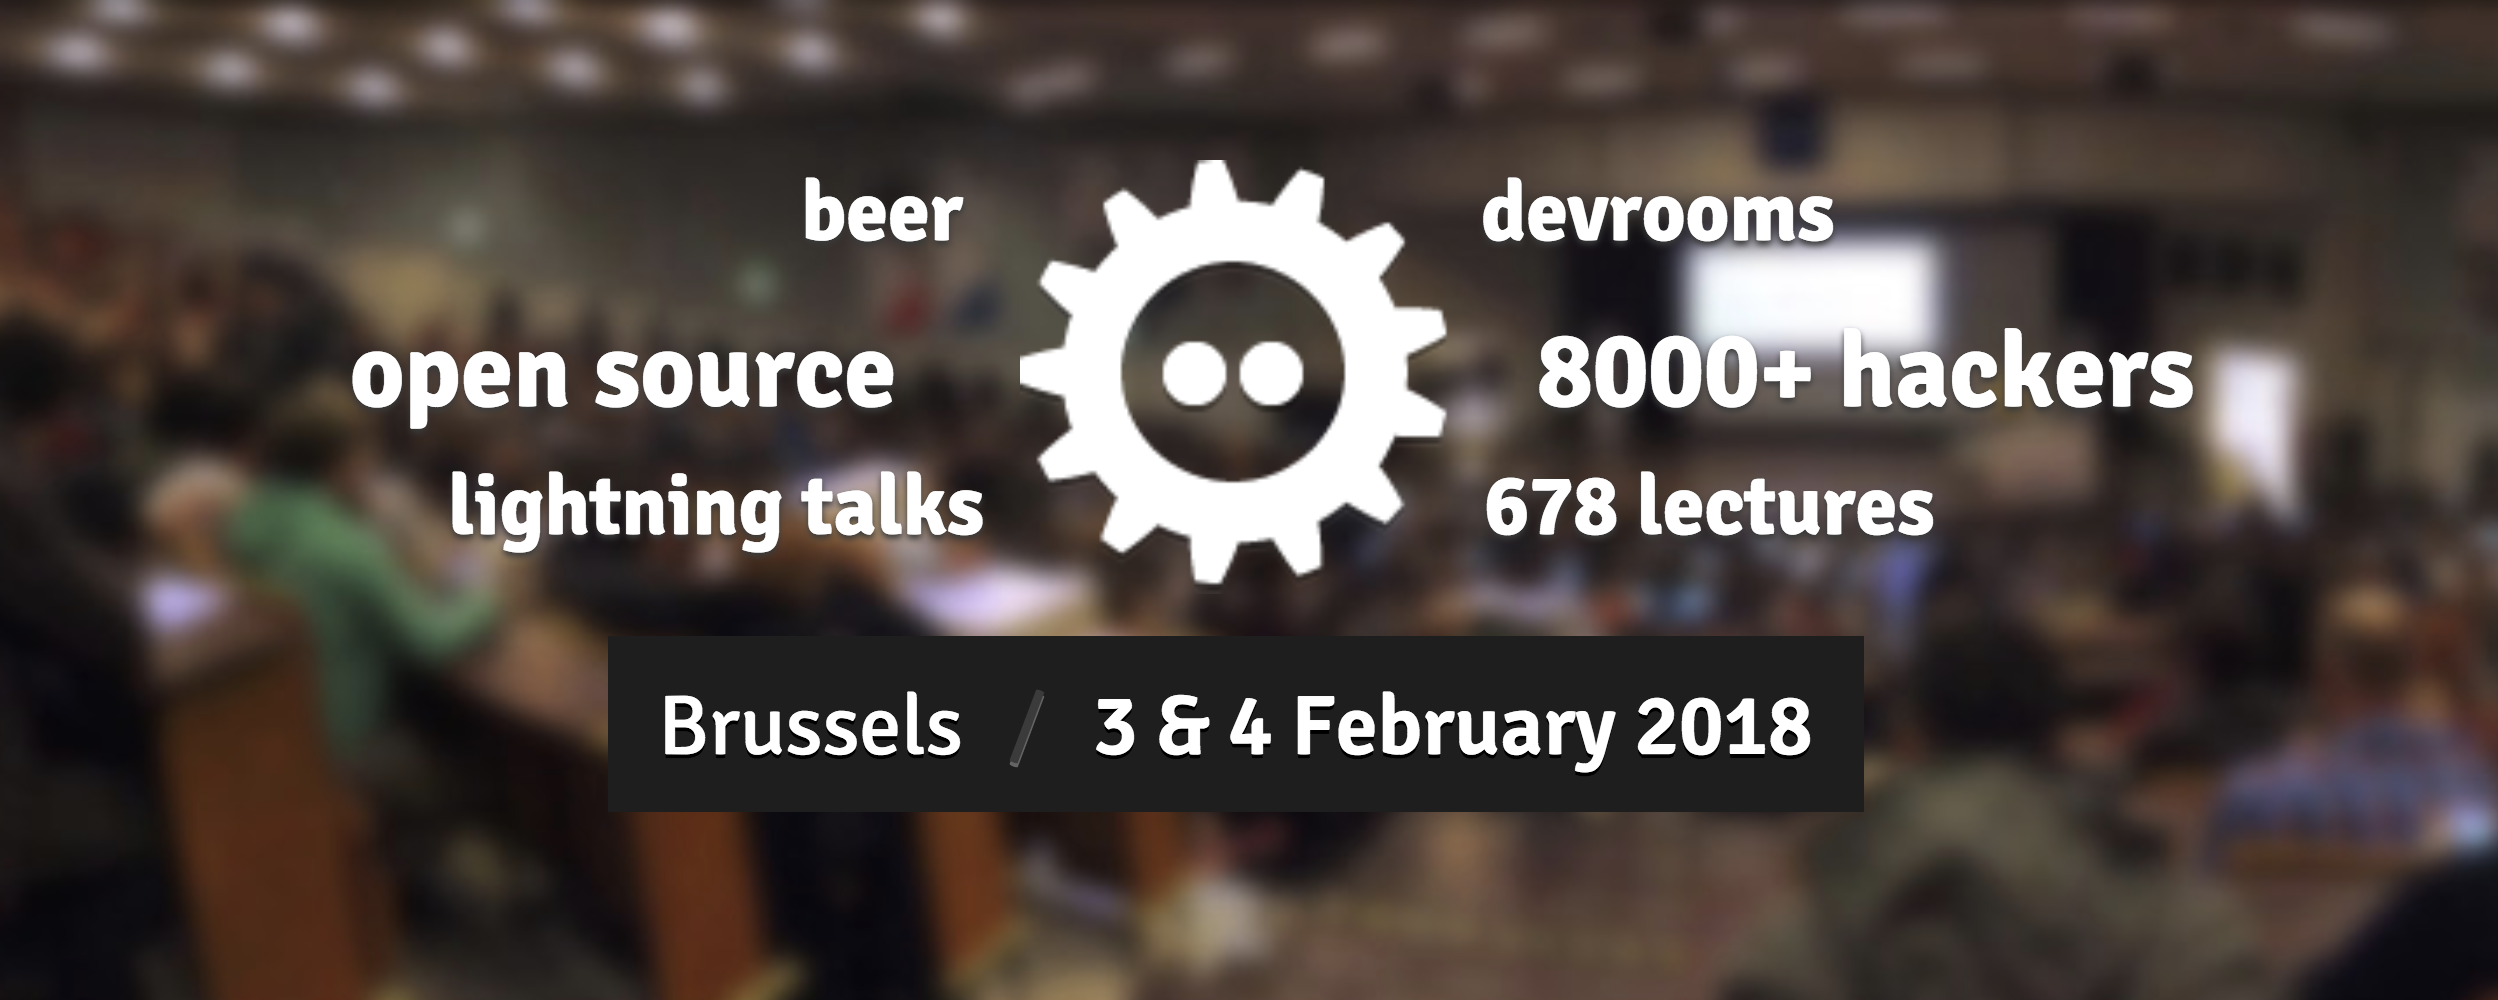 beer
devrooms
open source
8000+ hackers
lightning talks
678 lectures
Brussels / 3 & 4 February 2018